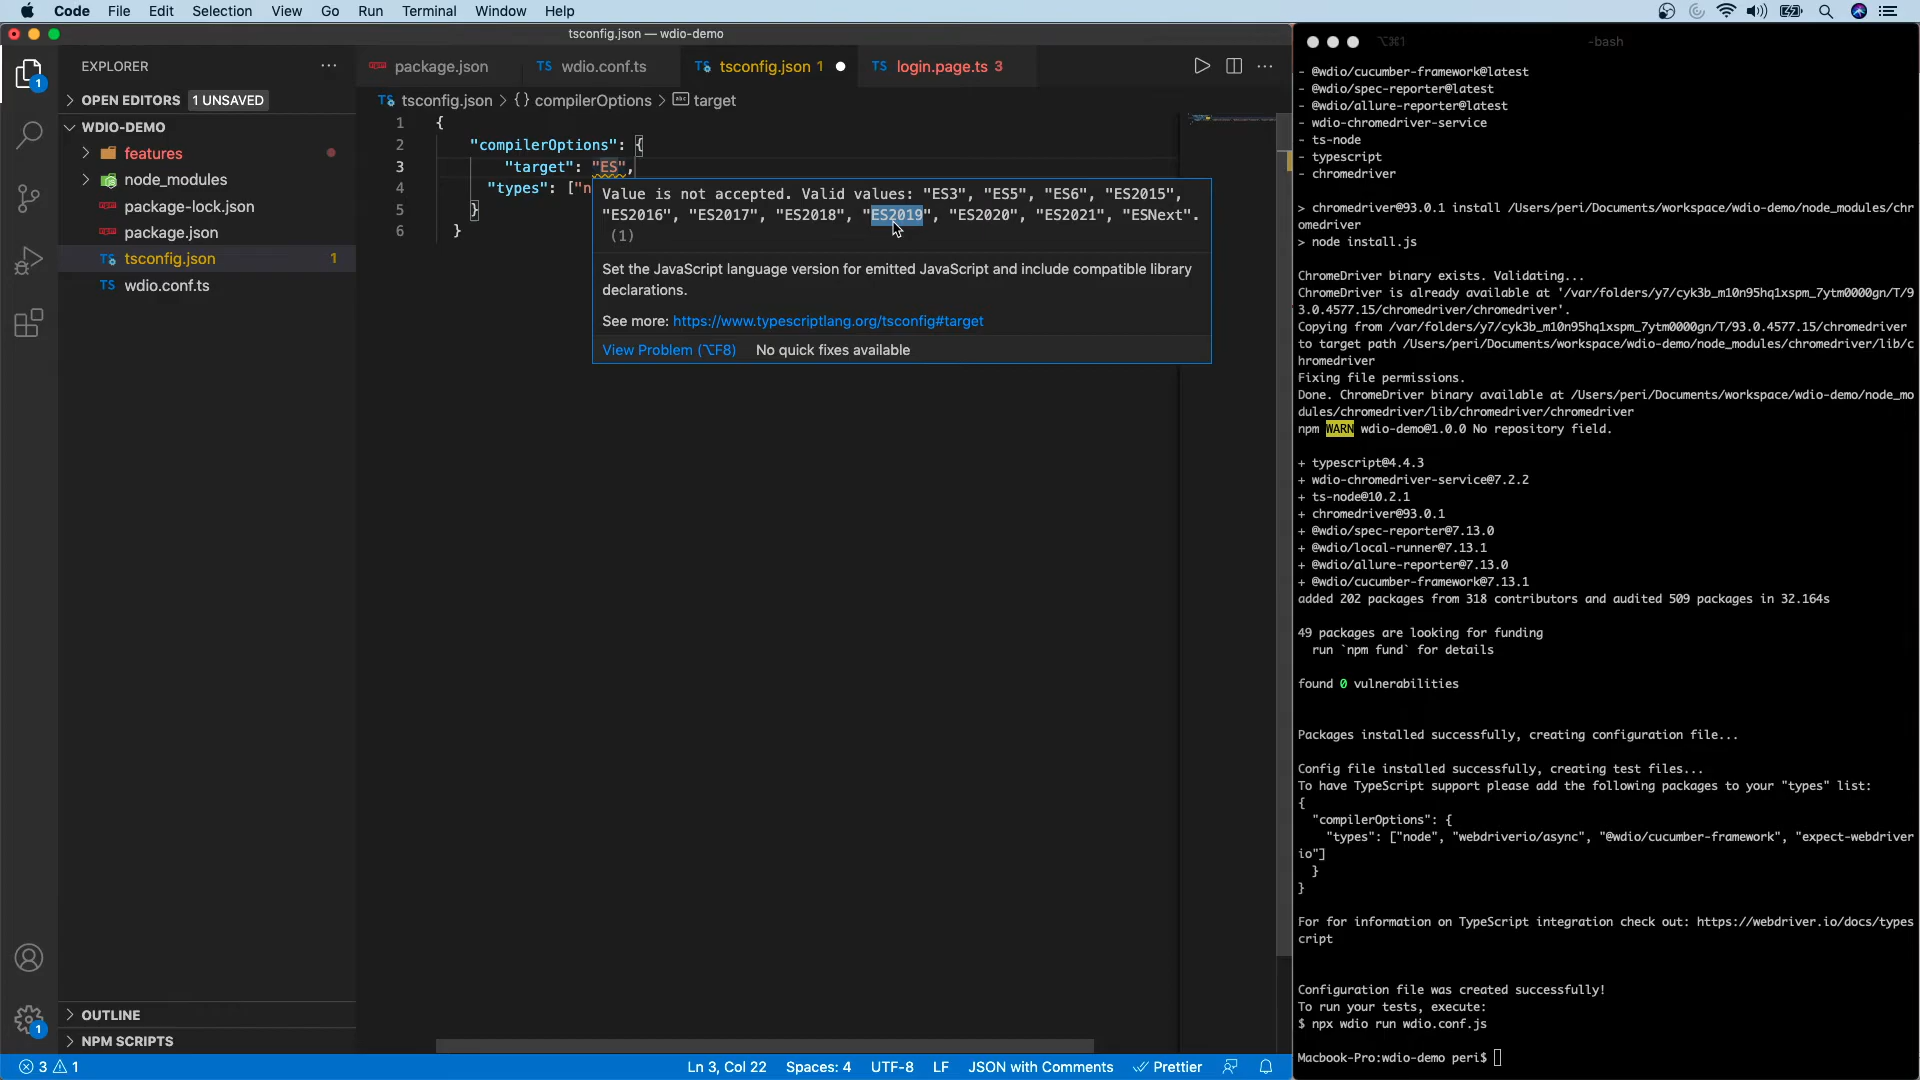 Code File Edit Selection View Go Run Terminal Window Help
tsconfig.json — wdio-demo
EXPLORER
OPEN EDITORS 1 UNSAVED
WDIO-DEMO
features
node_modules
package-lock.json
package.json
TS tsconfig.json 1
TS wdio.conf.ts
OUTLINE
NPM SCRIPTS
1
1
package.json TS wdio.conf.ts TS tsconfig.json 1 TS login.page.ts 3
TS tsconfig.json > {} compilerOptions > abc target
1 {
2 "compilerOptions": {
3 "target": "ES",
4 "types": ["n
5 }
6 }
Value is not accepted. Valid values: "ES3", "ES5", "ES6", "ES2015",
"ES2016", "ES2017", "ES2018", "ES2019", "ES2020", "ES2021", "ESNext".
(1)
Set the JavaScript language version for emitted JavaScript and include compatible library
declarations.
See more: https://www.typescriptlang.org/tsconfig#target
View Problem (⌥F8) No quick fixes available
3 1 Ln 3, Col 22 Spaces: 4 UTF-8 LF JSON with Comments Prettier
⌥⌘1 -bash
- @wdio/cucumber-framework@latest
- @wdio/spec-reporter@latest
- @wdio/allure-reporter@latest
- wdio-chromedriver-service
- ts-node
- typescript
- chromedriver
> chromedriver@93.0.1 install /Users/peri/Documents/workspace/wdio-demo/node_modules/chr
omedriver
> node install.js
ChromeDriver binary exists. Validating...
ChromeDriver is already available at '/var/folders/y7/cyk3b_m10n95hq1xspm_7ytm0000gn/T/9
3.0.4577.15/chromedriver/chromedriver'.
Copying from /var/folders/y7/cyk3b_m10n95hq1xspm_7ytm0000gn/T/93.0.4577.15/chromedriver
to target path /Users/peri/Documents/workspace/wdio-demo/node_modules/chromedriver/lib/c
hromedriver
Fixing file permissions.
Done. ChromeDriver binary available at /Users/peri/Documents/workspace/wdio-demo/node_mo
dules/chromedriver/lib/chromedriver/chromedriver
npm WARN wdio-demo@1.0.0 No repository field.
+ typescript@4.4.3
+ wdio-chromedriver-service@7.2.2
+ ts-node@10.2.1
+ chromedriver@93.0.1
+ @wdio/spec-reporter@7.13.0
+ @wdio/local-runner@7.13.1
+ @wdio/allure-reporter@7.13.0
+ @wdio/cucumber-framework@7.13.1
added 202 packages from 318 contributors and audited 509 packages in 32.164s
49 packages are looking for funding
run `npm fund` for details
found 0 vulnerabilities
Packages installed successfully, creating configuration file...
Config file installed successfully, creating test files...
To have TypeScript support please add the following packages to your "types" list:
{
"compilerOptions": {
"types": ["node", "webdriverio/async", "@wdio/cucumber-framework", "expect-webdriver
io"]
}
}
For for information on TypeScript integration check out: https://webdriver.io/docs/types
cript
Configuration file was created successfully!
To run your tests, execute:
$ npx wdio run wdio.conf.js
Macbook-Pro:wdio-demo peri$